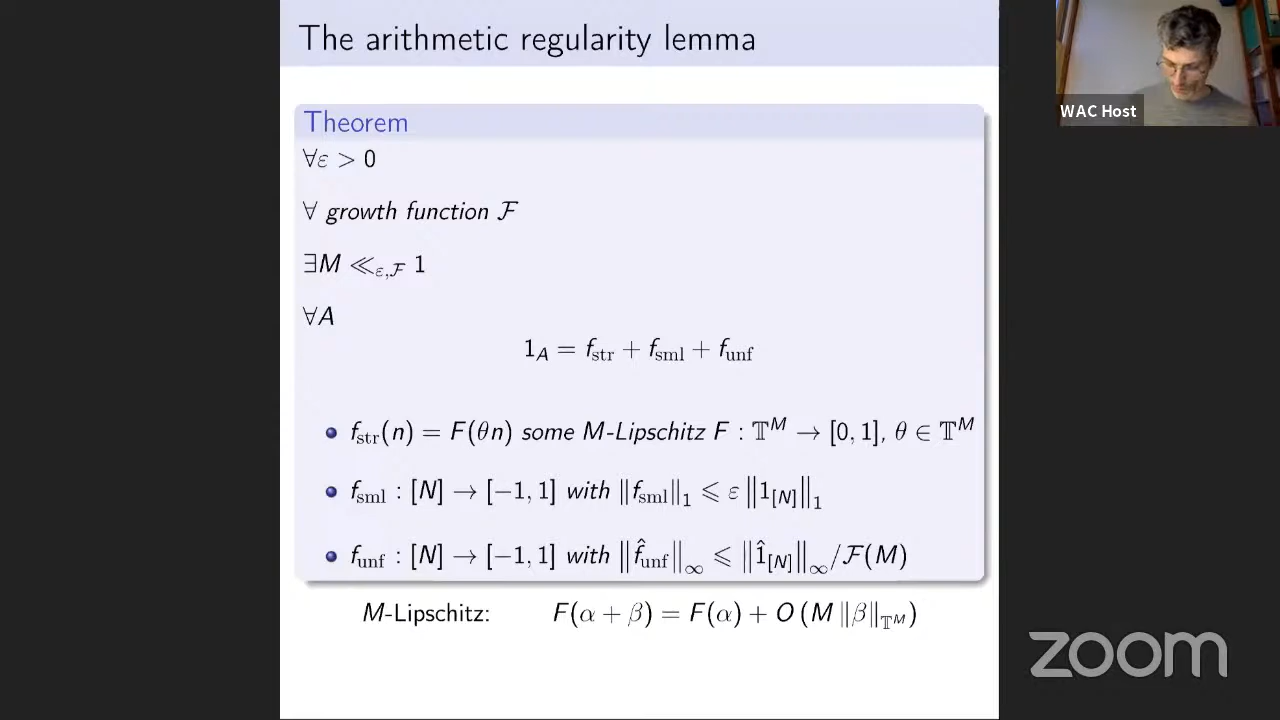 The arithmetic regularity lemma
WAC Host
Theorem
∀ε > 0
∀ growth function ℱ
∃M ≪_{ε,ℱ} 1
∀A
1_A = f_str + f_sml + f_unf
f_str(n) = F(θn) some M-Lipschitz F : 𝕋^M → [0, 1], θ ∈ 𝕋^M
f_sml : [N] → [−1, 1] with ‖f_sml‖_1 ⩽ ε ‖1_{[N]}‖_1
f_unf : [N] → [−1, 1] with ‖f̂_unf‖_∞ ⩽ ‖1̂_{[N]}‖_∞/ℱ(M)
M-Lipschitz: F(α + β) = F(α) + O (M ‖β‖_{𝕋^M})
zoom